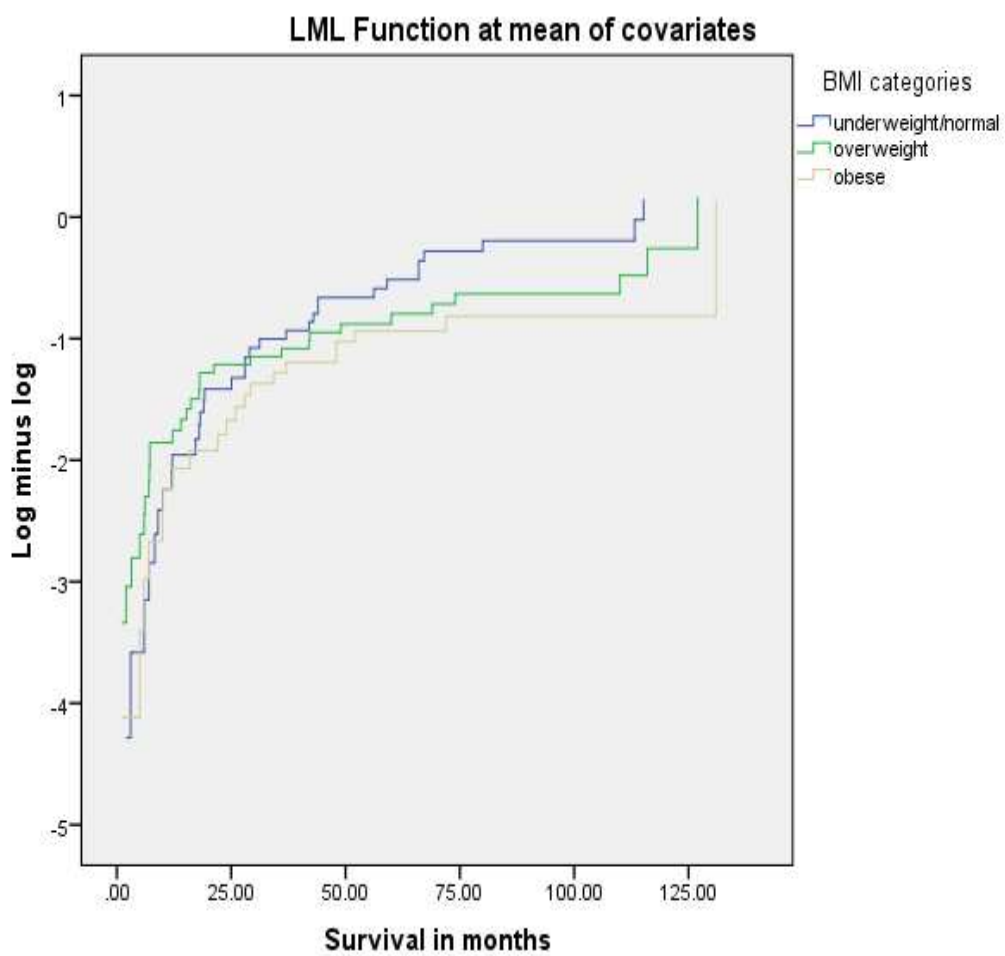 LML Function at mean of covariates
BMI categories
underweight/normal
overweight
obese
Log minus log
1
0
-1
-2
-3
-4
-5
.00 25.00 50.00 75.00 100.00 125.00
Survival in months